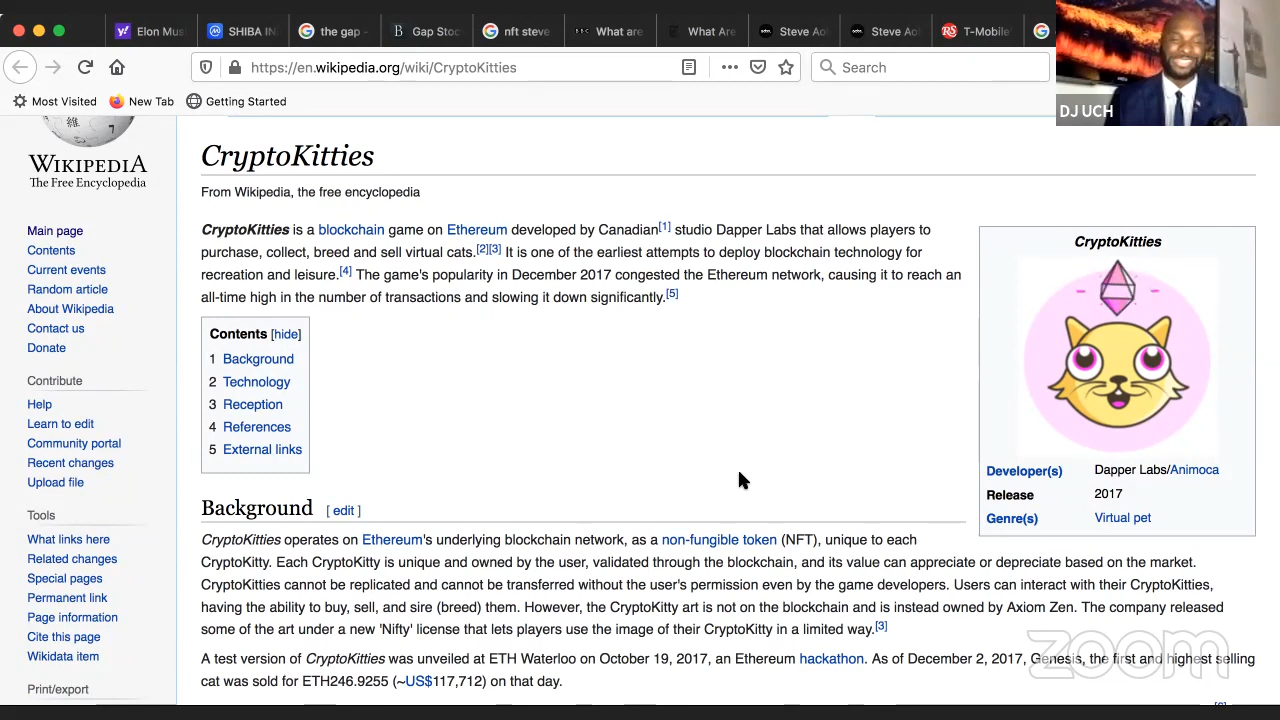 Elon Mus
SHIBA IN
the gap -
Gap Stoc
nft steve
What are
What Are
Steve Ao
Steve Ao
T-Mobile
https://en.wikipedia.org/wiki/CryptoKitties
Search
Most Visited
New Tab
Getting Started
DJ UCH
WIKIPEDIA
The Free Encyclopedia
Main page
Contents
Current events
Random article
About Wikipedia
Contact us
Donate
Contribute
Help
Learn to edit
Community portal
Recent changes
Upload file
Tools
What links here
Related changes
Special pages
Permanent link
Page information
Cite this page
Wikidata item
Print/export
CryptoKitties
From Wikipedia, the free encyclopedia
CryptoKitties is a blockchain game on Ethereum developed by Canadian[1] studio Dapper Labs that allows players to
purchase, collect, breed and sell virtual cats.[2][3] It is one of the earliest attempts to deploy blockchain technology for
recreation and leisure.[4] The game's popularity in December 2017 congested the Ethereum network, causing it to reach an
all-time high in the number of transactions and slowing it down significantly.[5]
Contents [hide]
1 Background
2 Technology
3 Reception
4 References
5 External links
CryptoKitties
Developer(s) Dapper Labs/Animoca
Release 2017
Genre(s) Virtual pet
Background [ edit ]
CryptoKitties operates on Ethereum's underlying blockchain network, as a non-fungible token (NFT), unique to each
CryptoKitty. Each CryptoKitty is unique and owned by the user, validated through the blockchain, and its value can appreciate or depreciate based on the market.
CryptoKitties cannot be replicated and cannot be transferred without the user's permission even by the game developers. Users can interact with their CryptoKitties,
having the ability to buy, sell, and sire (breed) them. However, the CryptoKitty art is not on the blockchain and is instead owned by Axiom Zen. The company released
some of the art under a new 'Nifty' license that lets players use the image of their CryptoKitty in a limited way.[3]
A test version of CryptoKitties was unveiled at ETH Waterloo on October 19, 2017, an Ethereum hackathon. As of December 2, 2017, Genesis, the first and highest selling
cat was sold for ETH246.9255 (~US$117,712) on that day.
zoom